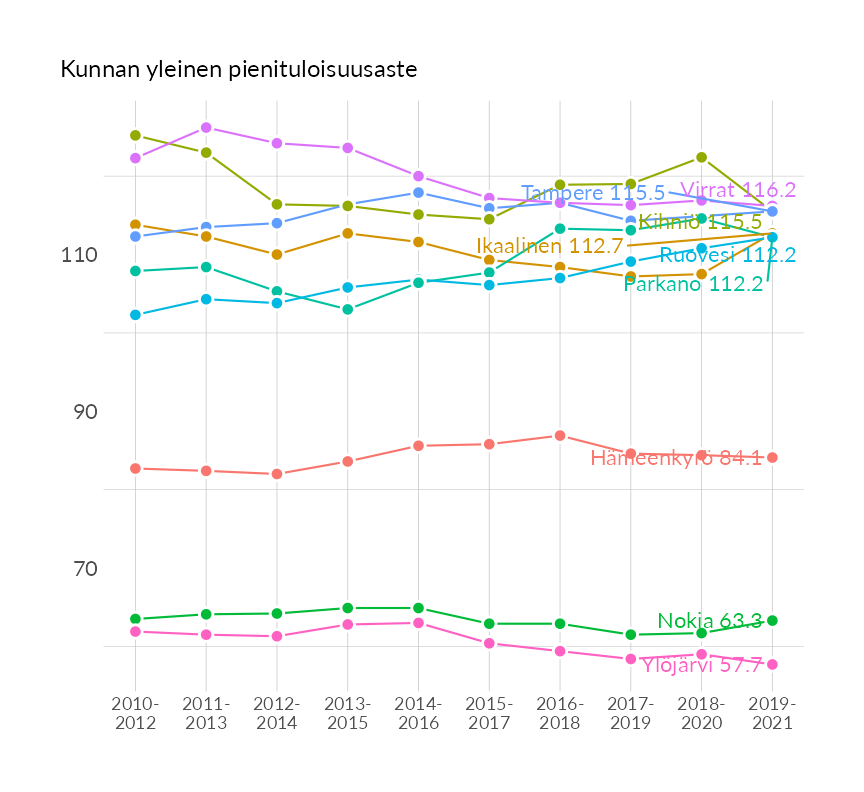 Kunnan yleinen pienituloisuusaste
Virrat 116.2
Tampere 115.5
Kihniö 115.5
Ikaalinen 112.7
110
Ruovesi 112.2
Parkano 112.2
90
Hämeenkyrö 84.1
70
Nokia 63.3
Ylöjärvi 57.7
2010- 2011- 2012- 2013- 2014- 2015- 2016- 2017- 2018- 2019-
2012 2013 2014 2015 2016 2017 2018 2019 2020 2021